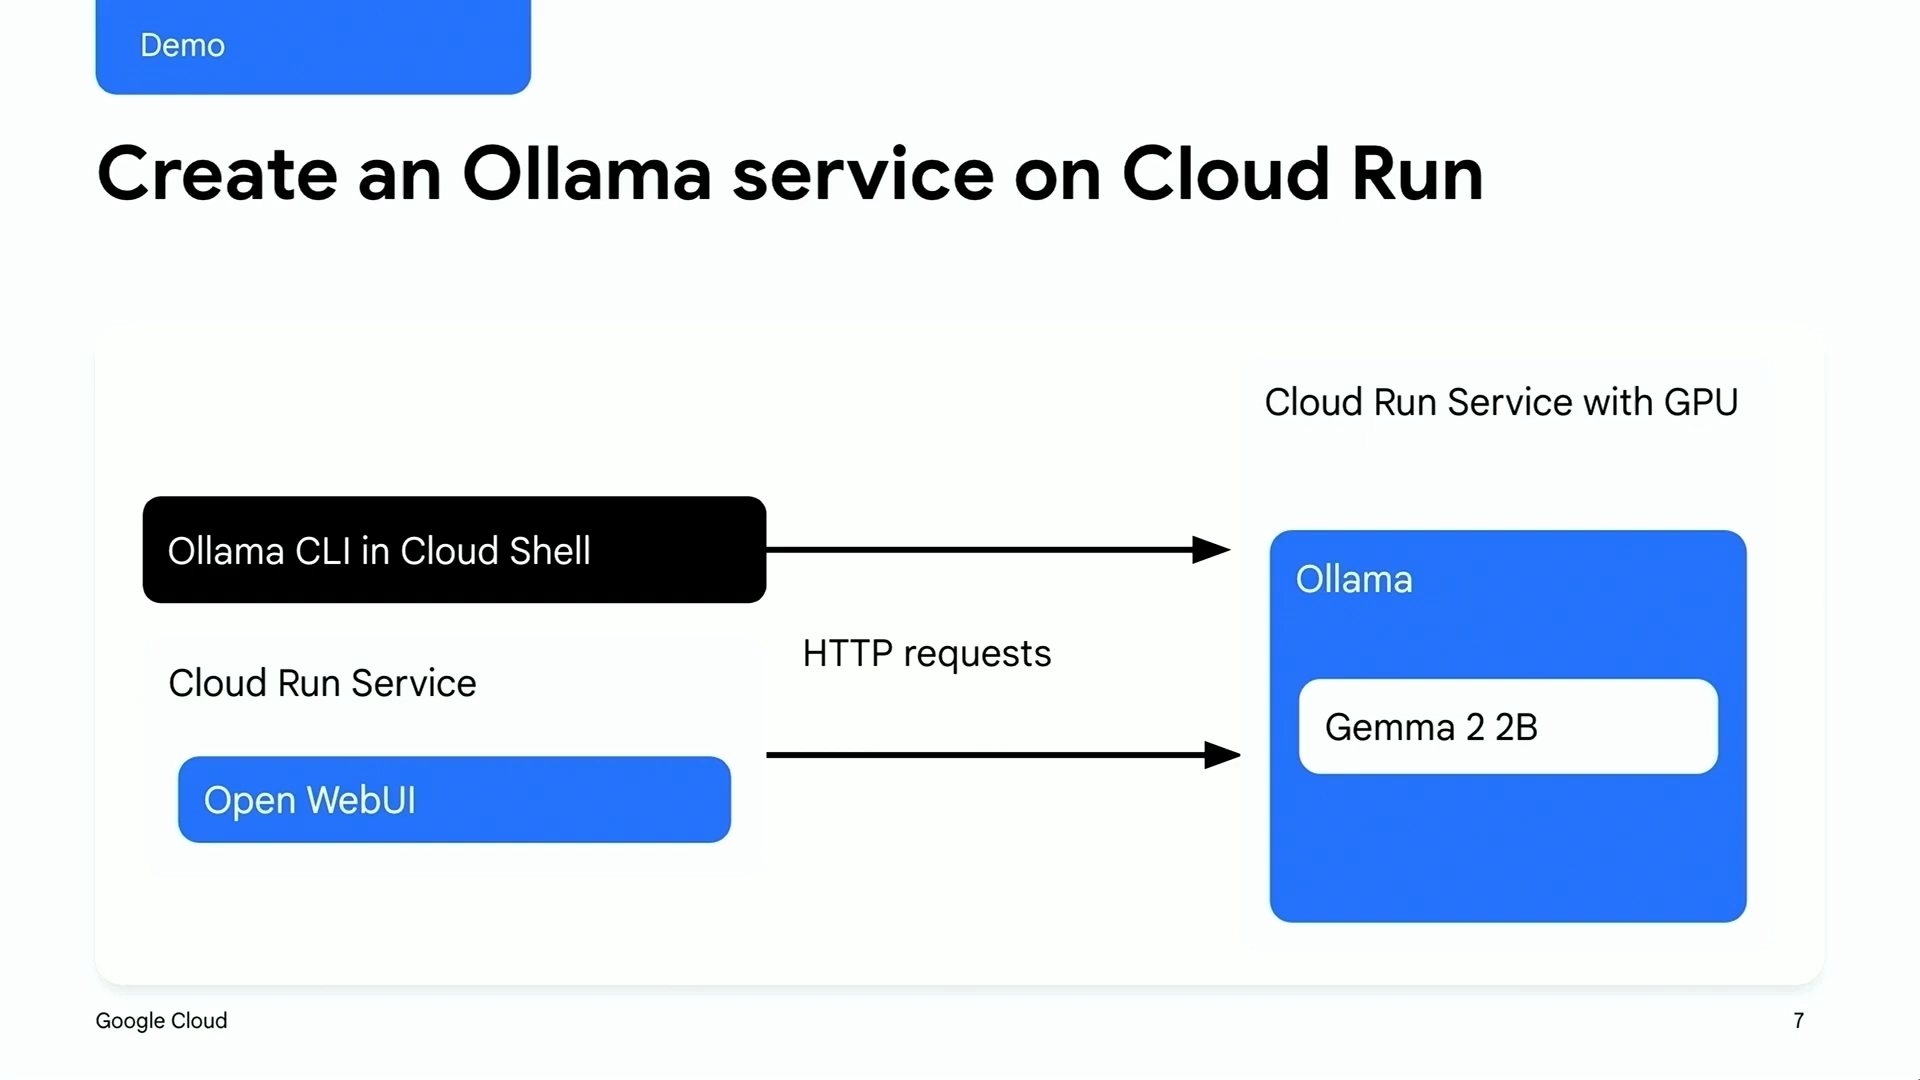 Demo
Create an Ollama service on Cloud Run
Cloud Run Service with GPU
Ollama CLI in Cloud Shell
Ollama
HTTP requests
Cloud Run Service
Gemma 2 2B
Open WebUI
Google Cloud
7